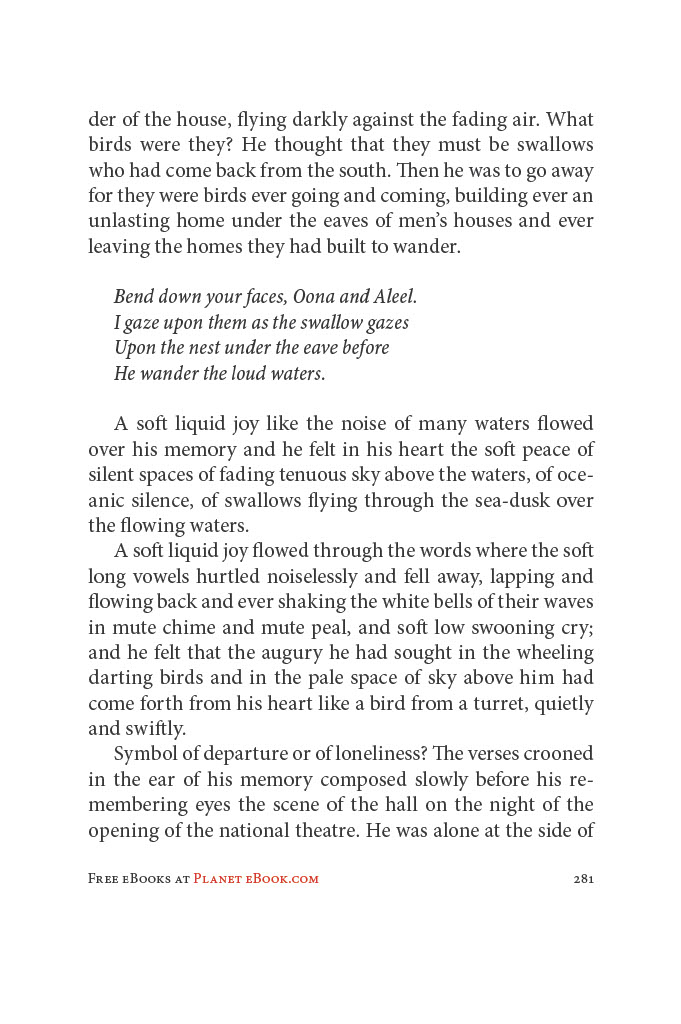 der of the house, flying darkly against the fading air. What
birds were they? He thought that they must be swallows
who had come back from the south. Then he was to go away
for they were birds ever going and coming, building ever an
unlasting home under the eaves of men’s houses and ever
leaving the homes they had built to wander.
Bend down your faces, Oona and Aleel.
I gaze upon them as the swallow gazes
Upon the nest under the eave before
He wander the loud waters.
A soft liquid joy like the noise of many waters flowed
over his memory and he felt in his heart the soft peace of
silent spaces of fading tenuous sky above the waters, of oce-
anic silence, of swallows flying through the sea-dusk over
the flowing waters.
A soft liquid joy flowed through the words where the soft
long vowels hurtled noiselessly and fell away, lapping and
flowing back and ever shaking the white bells of their waves
in mute chime and mute peal, and soft low swooning cry;
and he felt that the augury he had sought in the wheeling
darting birds and in the pale space of sky above him had
come forth from his heart like a bird from a turret, quietly
and swiftly.
Symbol of departure or of loneliness? The verses crooned
in the ear of his memory composed slowly before his re-
membering eyes the scene of the hall on the night of the
opening of the national theatre. He was alone at the side of
Free eBooks at Planet eBook.com 281